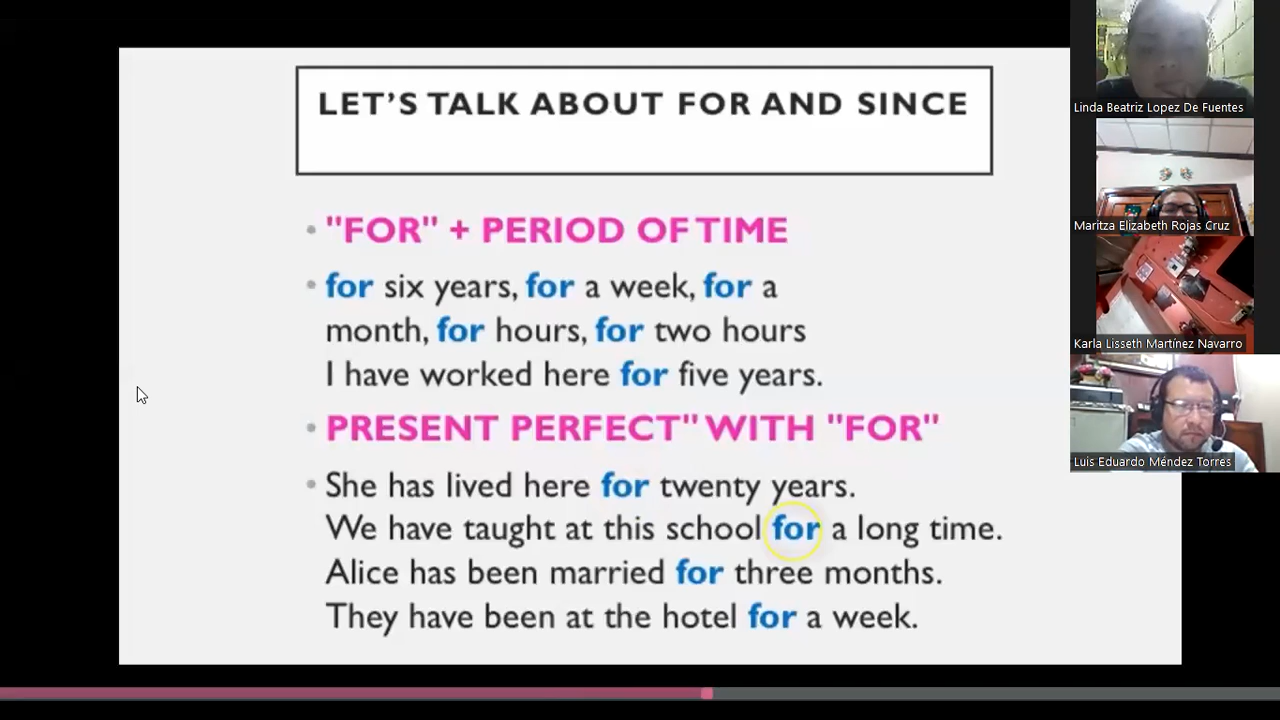 LET'S TALK ABOUT FOR AND SINCE
"FOR" + PERIOD OF TIME
for six years, for a week, for a
month, for hours, for two hours
I have worked here for five years.
PRESENT PERFECT" WITH "FOR"
She has lived here for twenty years.
We have taught at this school for a long time.
Alice has been married for three months.
They have been at the hotel for a week.
Linda Beatriz Lopez De Fuentes
Maritza Elizabeth Rojas Cruz
Karla Lisseth Martínez Navarro
Luis Eduardo Méndez Torres